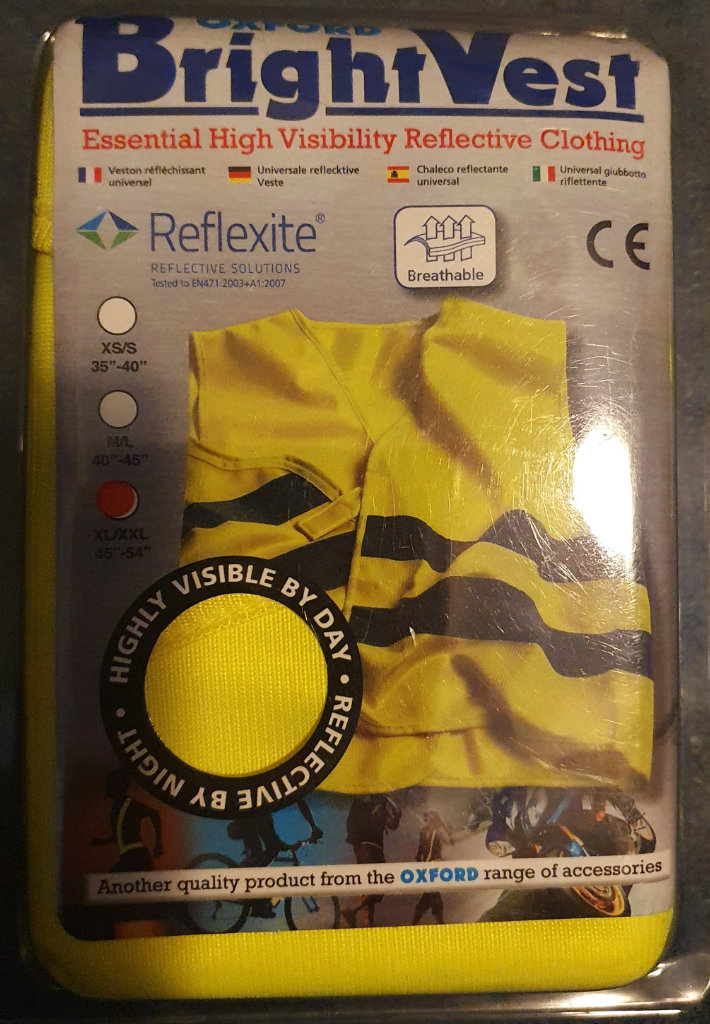 OXFORD
BrightVest
Essential High Visibility Reflective Clothing
Veston réfléchissant
universel
Universale reflecktive
Veste
Chaleco reflectante
universal
Universal giubbotto
riflettente
Reflexite®
REFLECTIVE SOLUTIONS
Tested to EN471:2003+A1:2007
Breathable
CE
XS/S
35"-40"
M/L
40"-45"
XL/XXL
45"-54"
HIGHLY VISIBLE BY DAY • REFLECTIVE BY NIGHT •
Another quality product from the OXFORD range of accessories